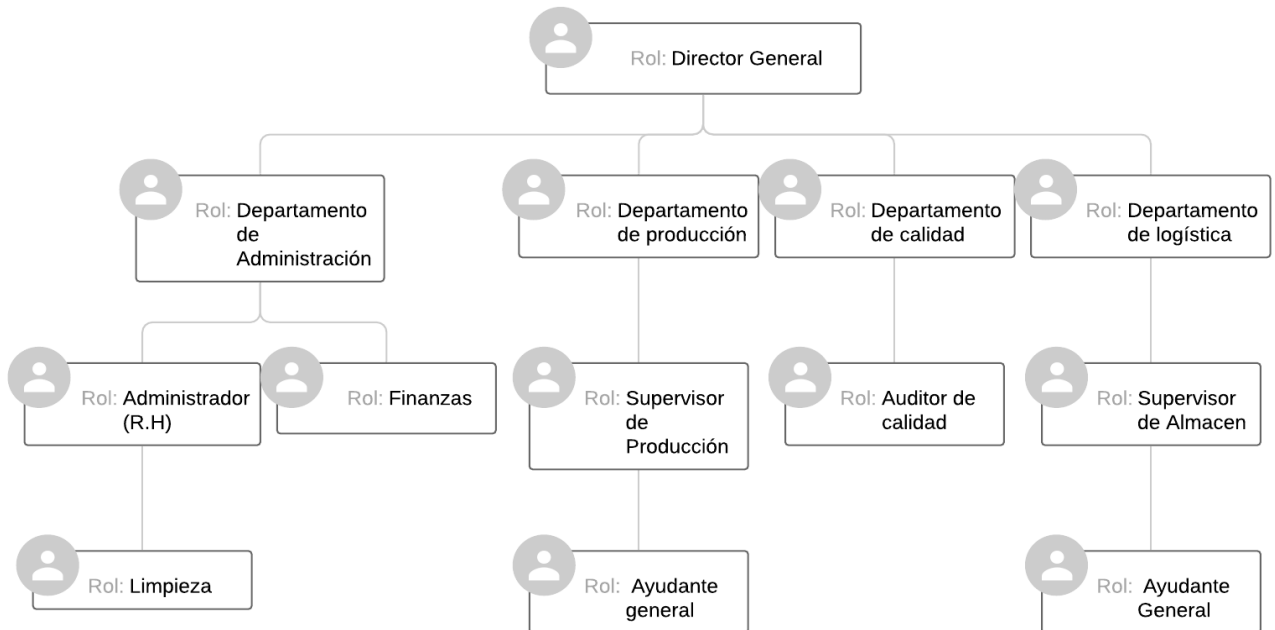 Rol: Director General
Rol: Departamento
de
Administración
Rol: Departamento
de producción
Rol: Departamento
de calidad
Rol: Departamento
de logística
Rol: Administrador
(R.H)
Rol: Finanzas
Rol: Supervisor
de
Producción
Rol: Auditor de
calidad
Rol: Supervisor
de Almacen
Rol: Limpieza
Rol: Ayudante
general
Rol: Ayudante
General